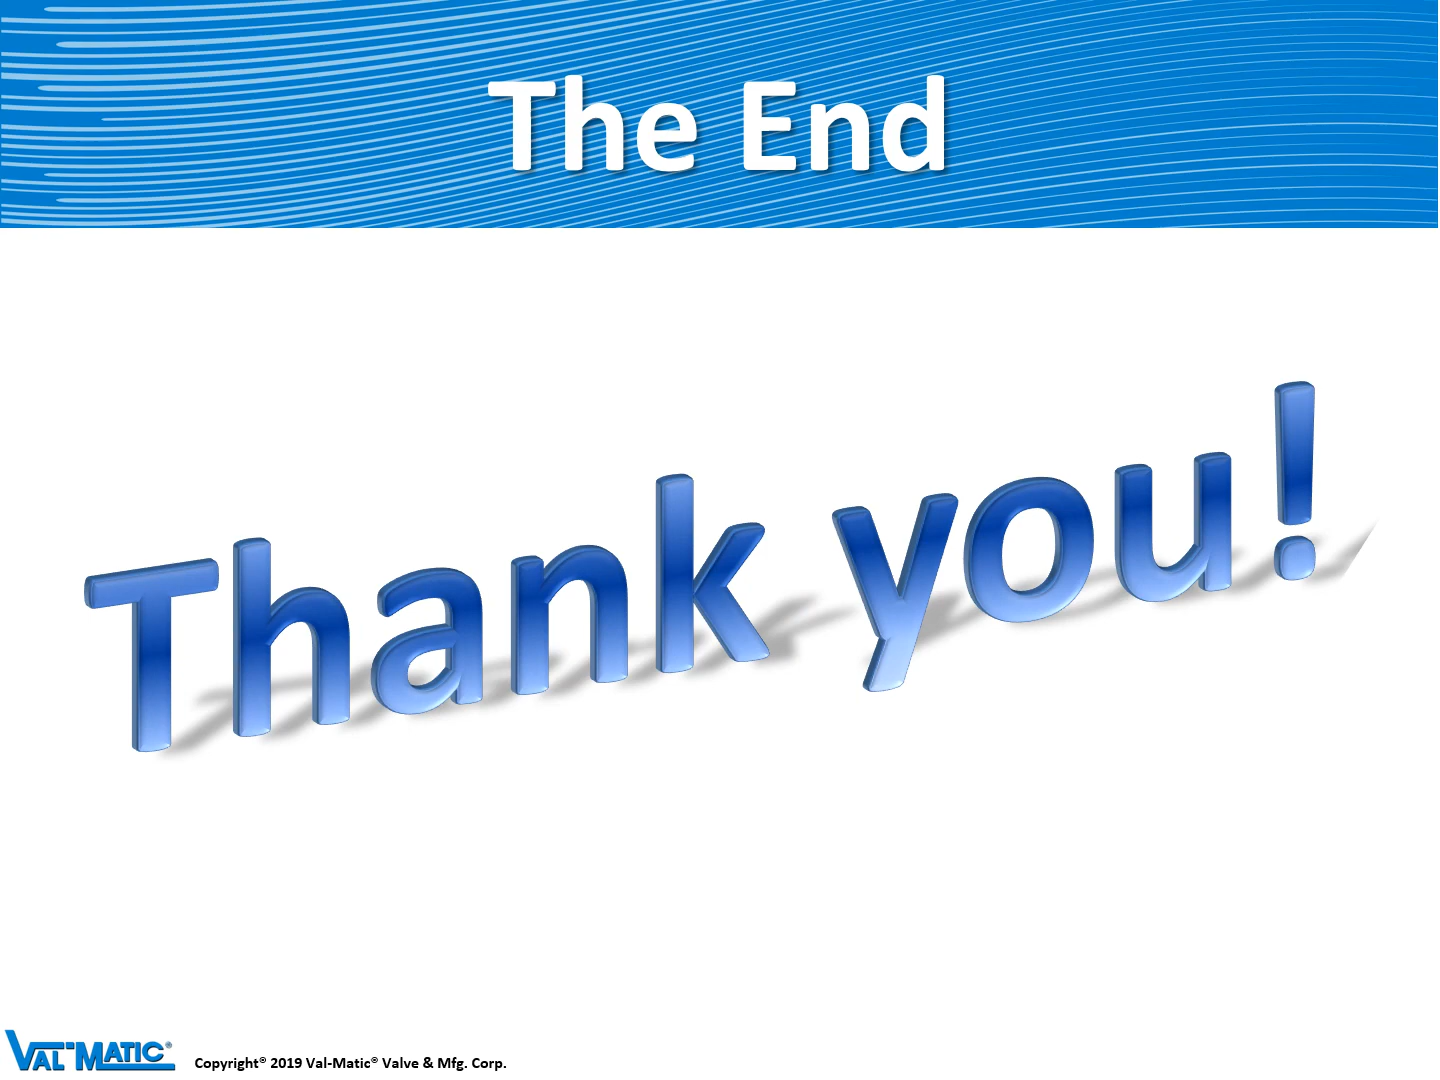 The End
Thank you!
VAL-MATIC®
Copyright® 2019 Val-Matic® Valve & Mfg. Corp.